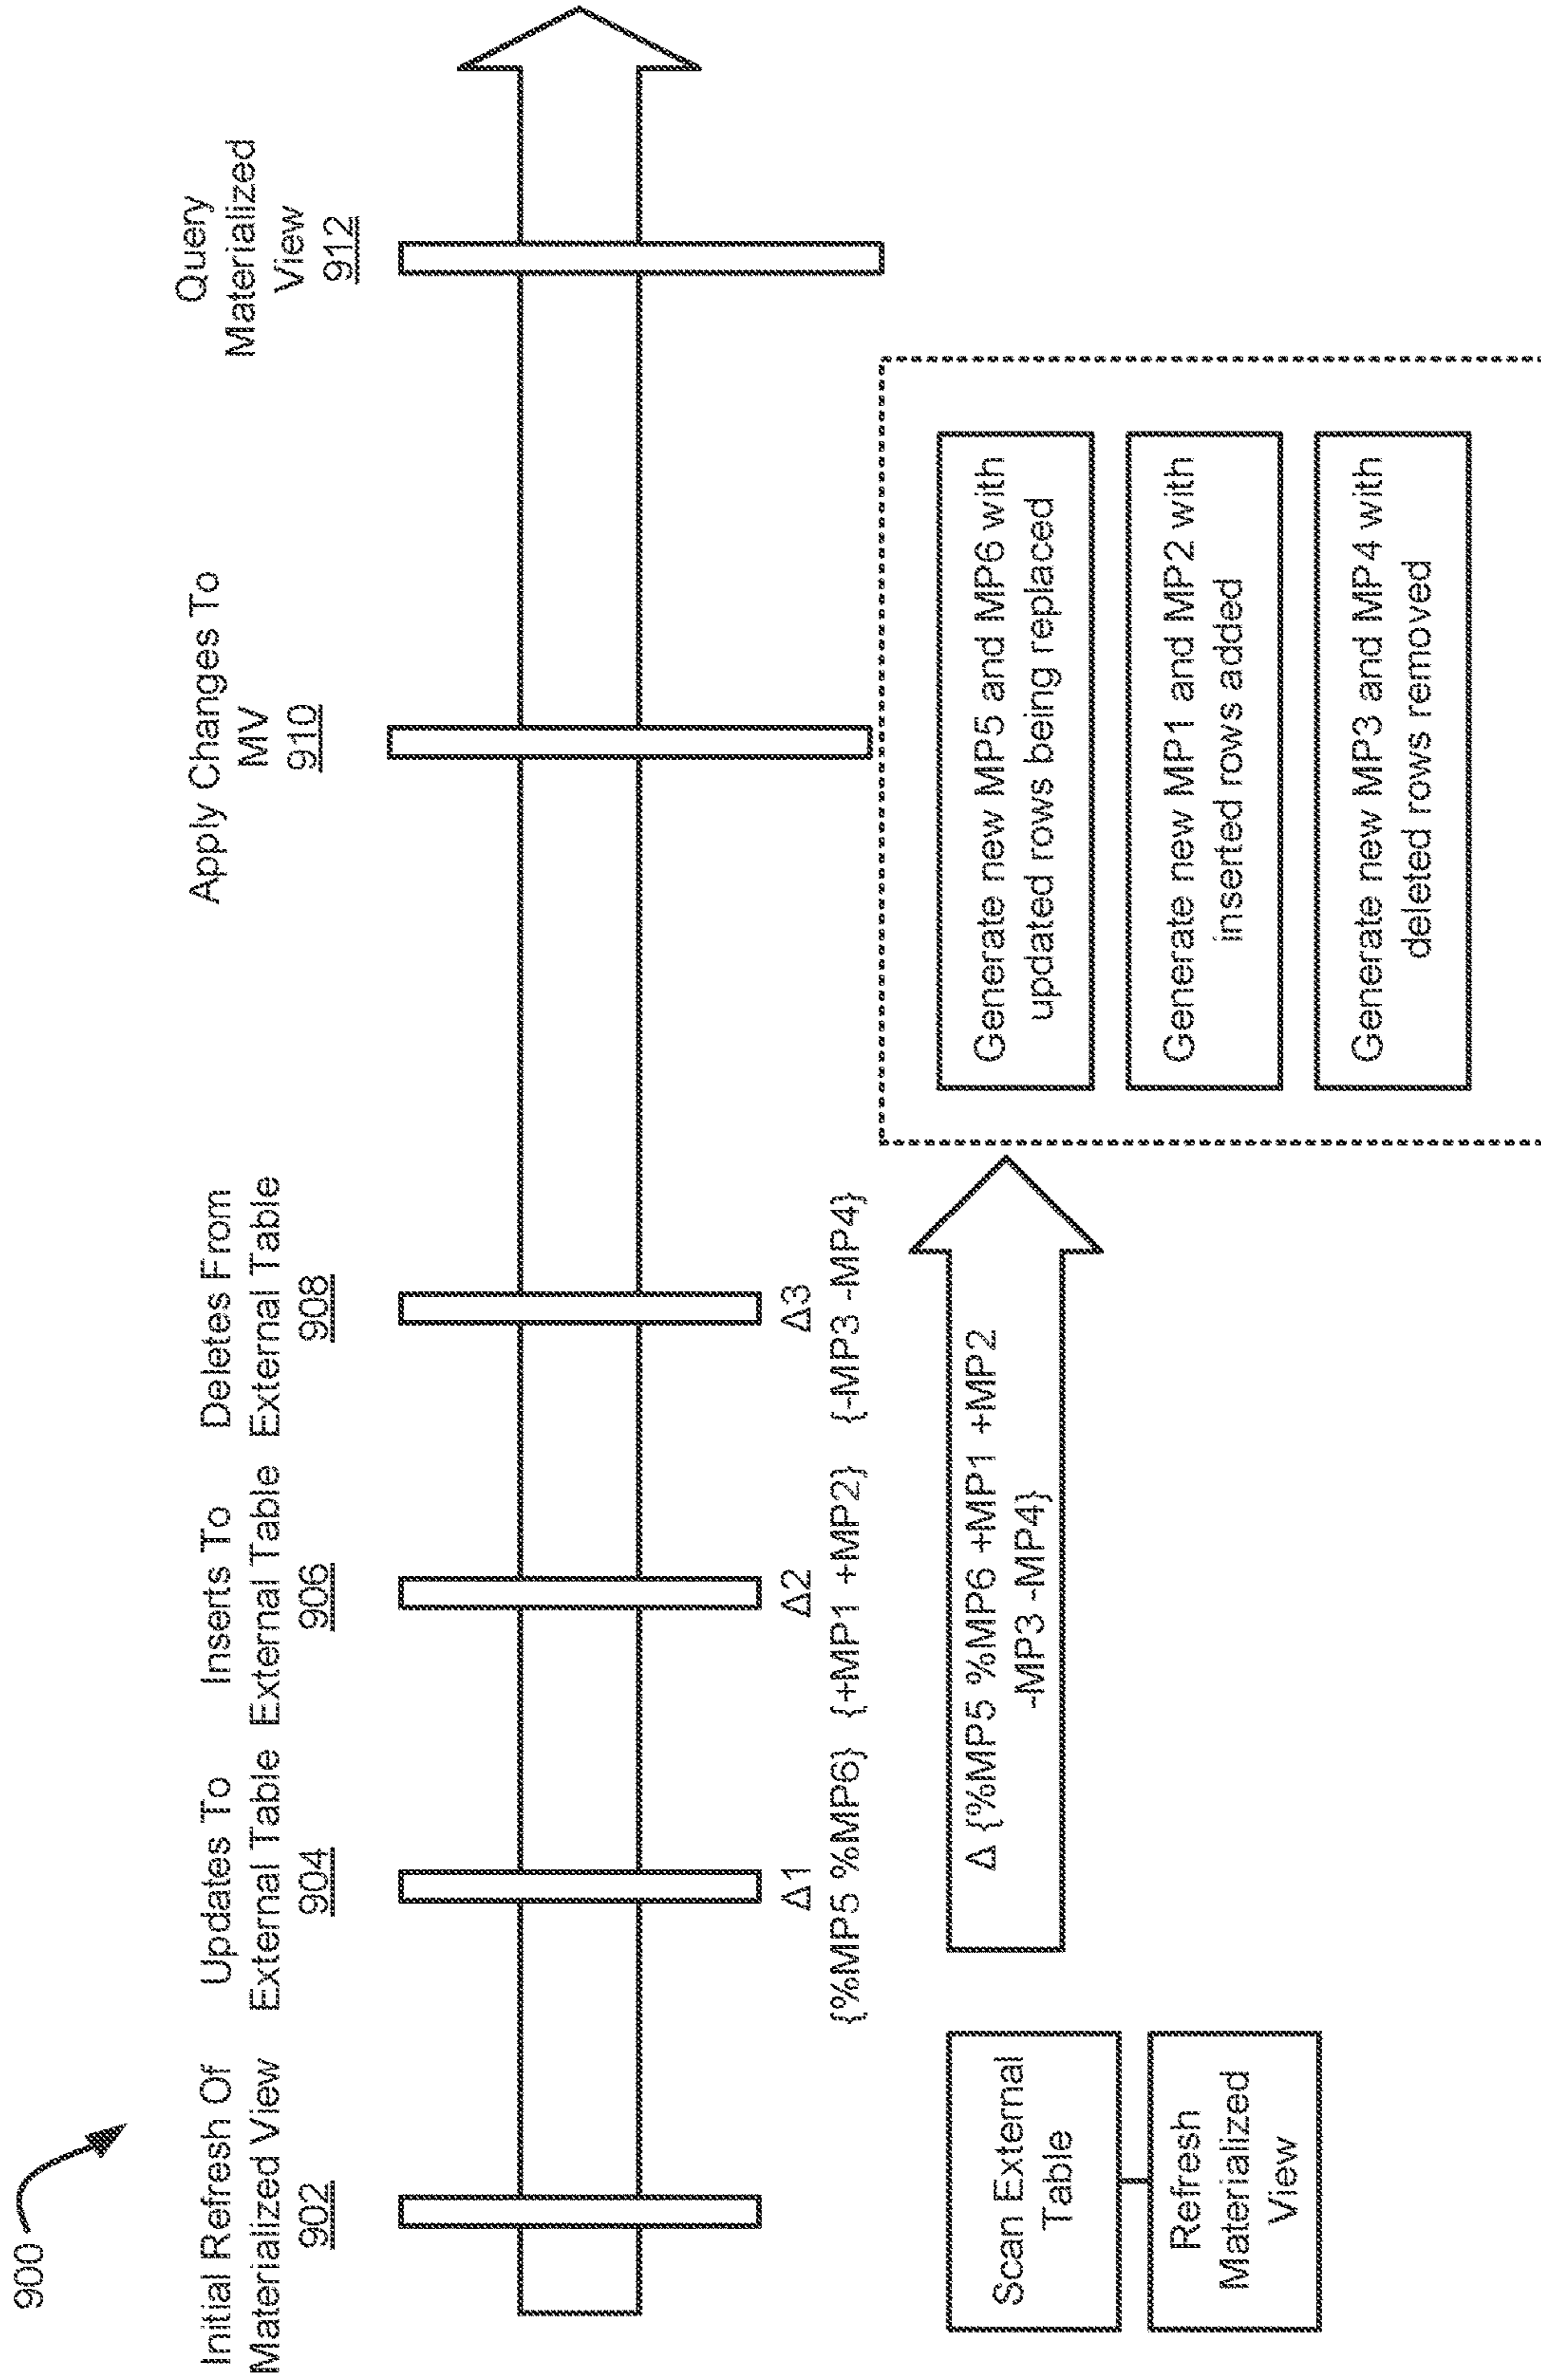 900
Initial Refresh Of
Materialized View
902
Updates To
External Table
904
Inserts To
External Table
906
Deletes From
External Table
908
Apply Changes To
MV
910
Query
Materialized
View
912
Δ1
{%MP5 %MP6}
Δ2
{+MP1 +MP2}
Δ3
{-MP3 -MP4}
Scan External
Table
Refresh
Materialized
View
Δ {%MP5 %MP6 +MP1 +MP2
-MP3 -MP4}
Generate new MP5 and MP6 with
updated rows being replaced
Generate new MP1 and MP2 with
inserted rows added
Generate new MP3 and MP4 with
deleted rows removed